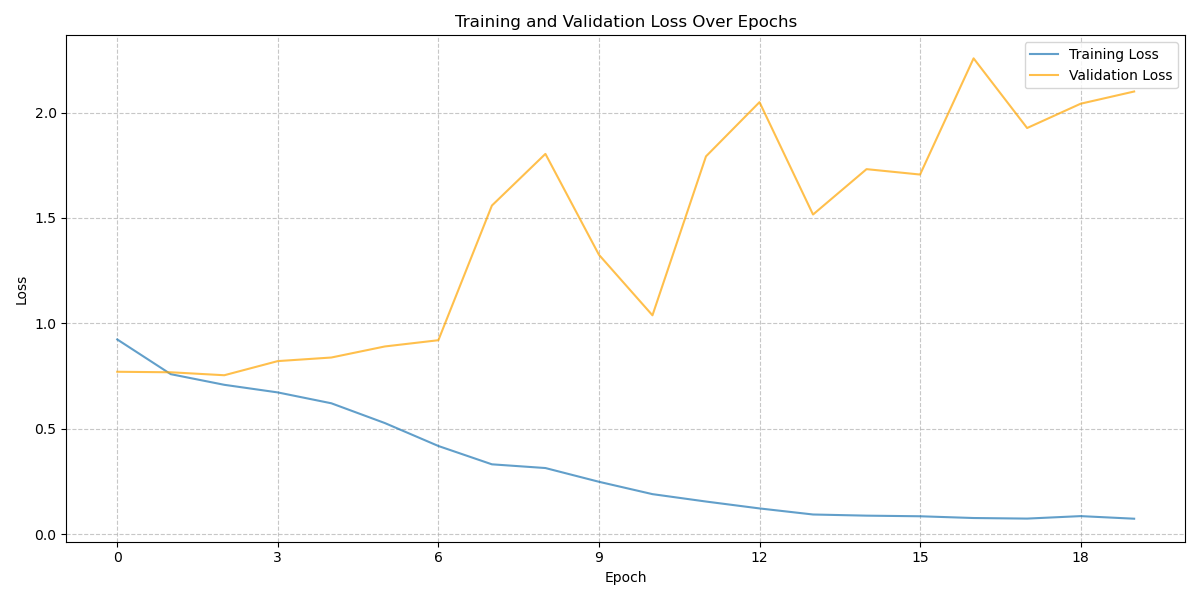 Training and Validation Loss Over Epochs
Training Loss
Validation Loss
Loss
2.0
1.5
1.0
0.5
0.0
0 3 6 9 12 15 18
Epoch